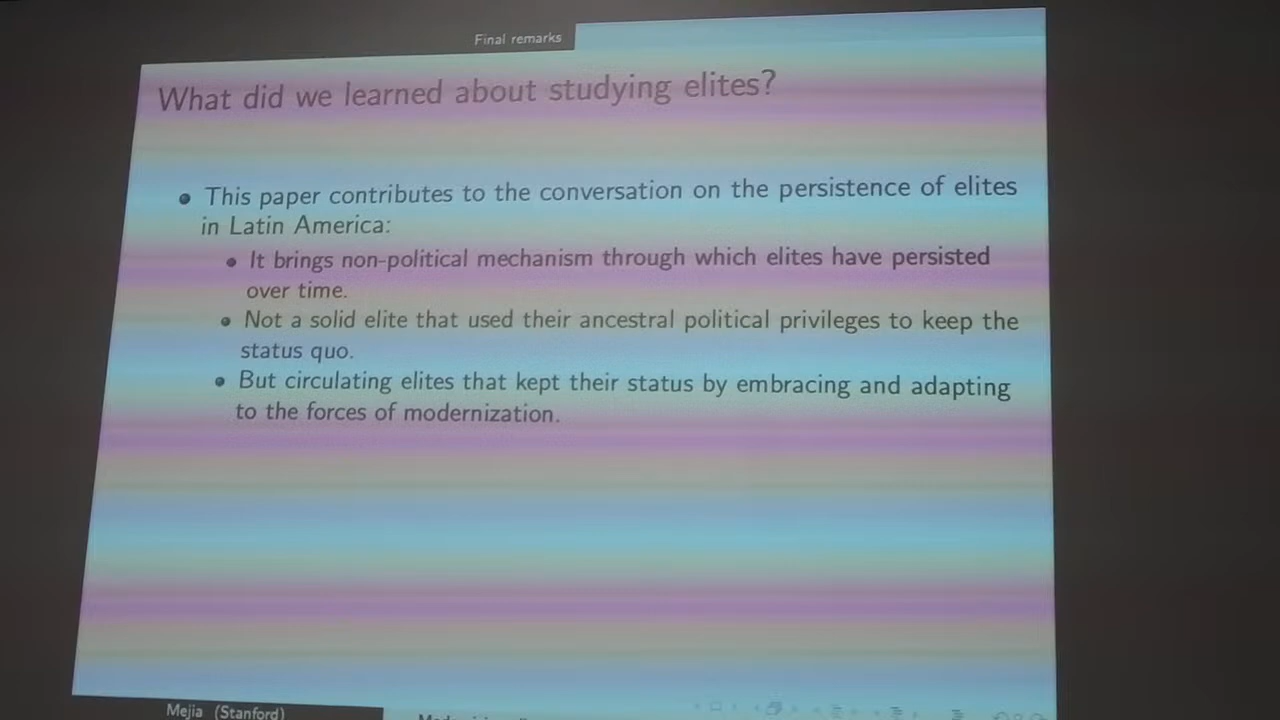 Final remarks
What did we learned about studying elites?
This paper contributes to the conversation on the persistence of elites
in Latin America:
It brings non-political mechanism through which elites have persisted
over time.
Not a solid elite that used their ancestral political privileges to keep the
status quo.
But circulating elites that kept their status by embracing and adapting
to the forces of modernization.
Mejia (Stanford)